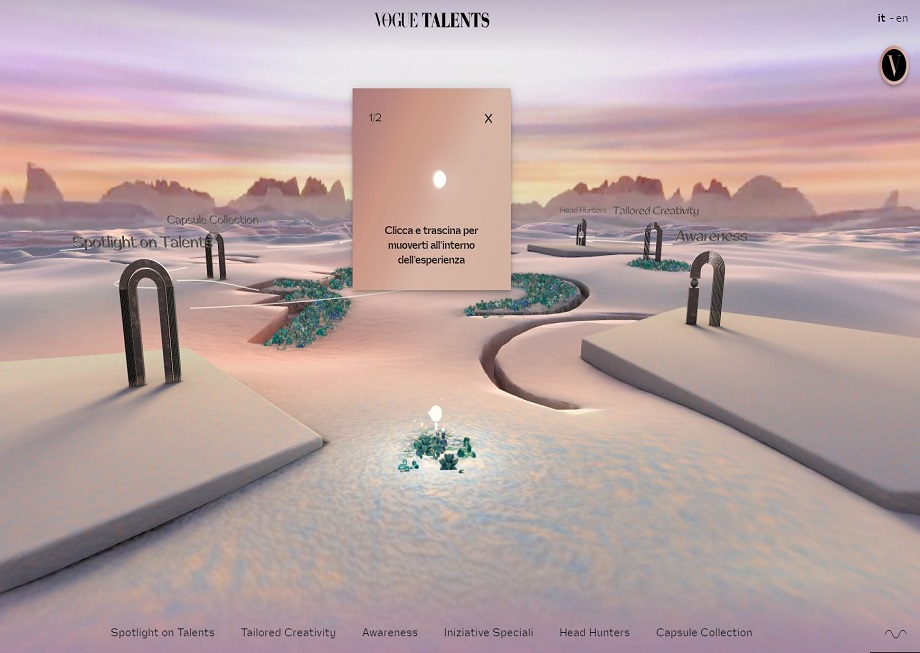 VOGUE TALENTS
it - en
V
1/2
X
Clicca e trascina per
muoverti all'interno
dell'esperienza
Capsule Collection
Spotlight on Talents
Head Hunters
Tailored Creativity
Awareness
Spotlight on Talents
Tailored Creativity
Awareness
Iniziative Speciali
Head Hunters
Capsule Collection